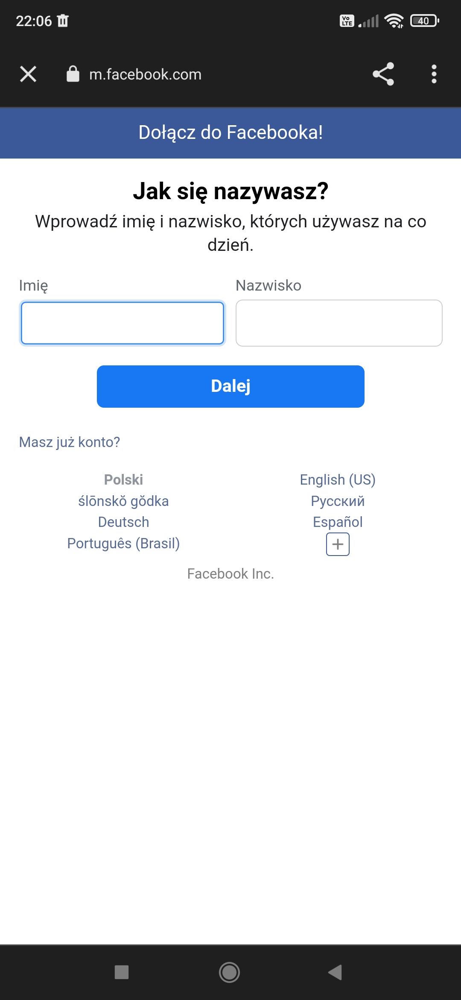 22:06
Vo LTE
40
m.facebook.com
Dołącz do Facebooka!
Jak się nazywasz?
Wprowadź imię i nazwisko, których używasz na co
dzień.
Imię Nazwisko
Dalej
Masz już konto?
Polski English (US)
ślōnskŏ gŏdka Русский
Deutsch Español
Português (Brasil)
Facebook Inc.